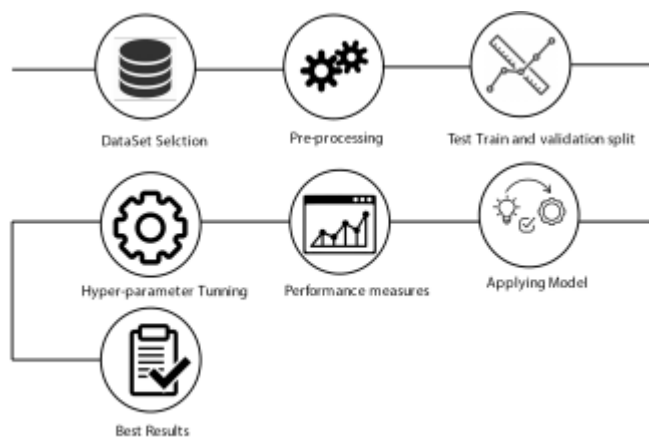 DataSet Selction
Pre-processing
Test Train and validation split
Hyper-parameter Tunning
Performance measures
Applying Model
Best Results